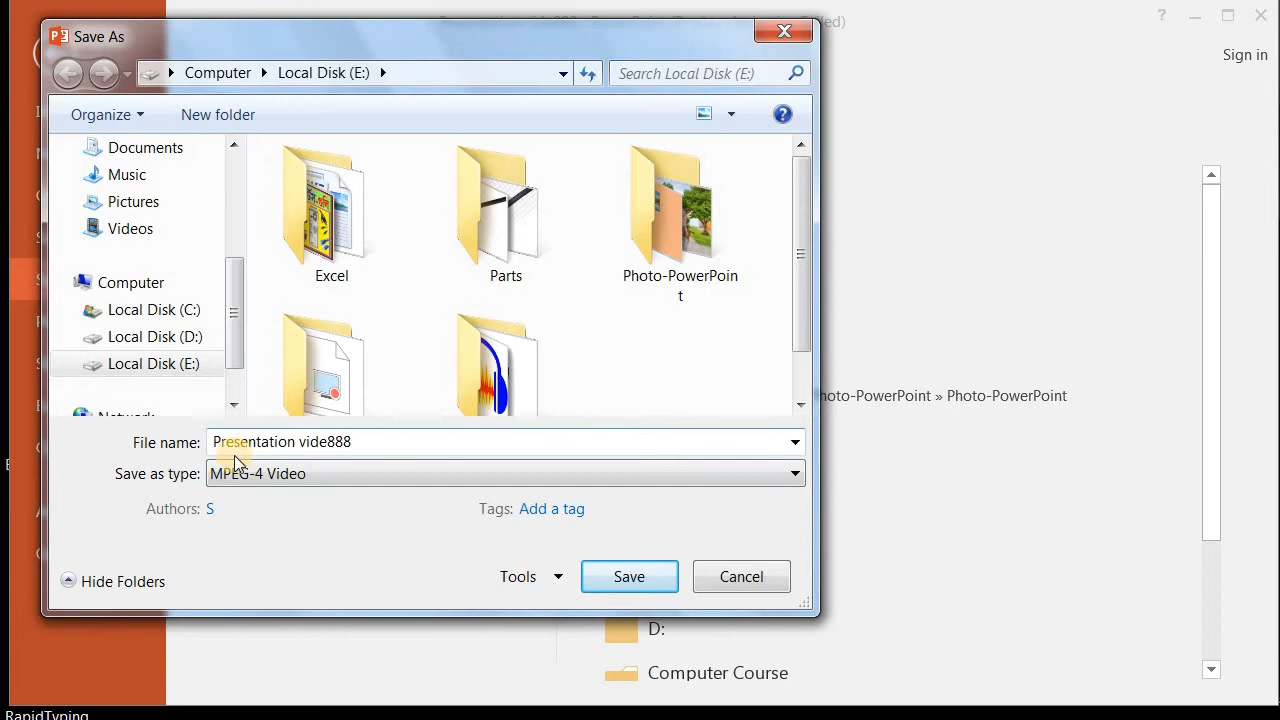 Save As
Sign in
Computer
Local Disk (E:)
Search Local Disk (E:)
Organize
New folder
Documents
Music
Pictures
Videos
Computer
Local Disk (C:)
Local Disk (D:)
Local Disk (E:)
Network
Excel
Parts
Photo-PowerPoin
t
hoto-PowerPoint » Photo-PowerPoint
File name: Presentation vide888
Save as type: MPEG-4 Video
Authors: S
Tags: Add a tag
Hide Folders
Tools
Save
Cancel
D:
Computer Course
RapidTyping